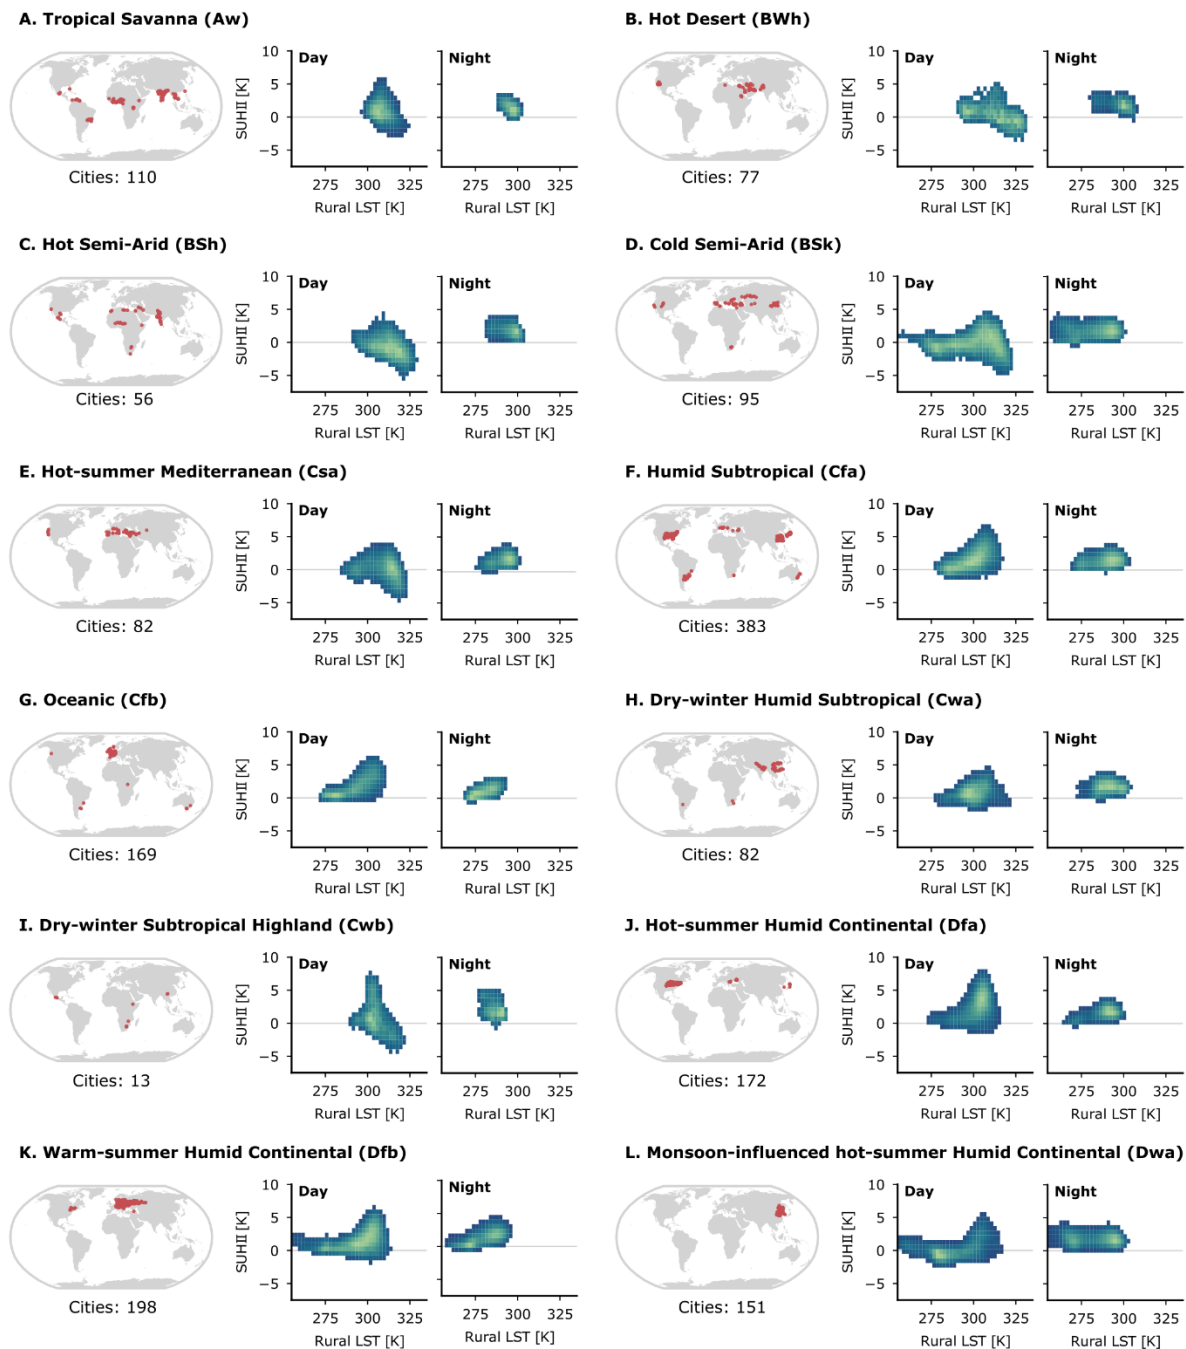 A. Tropical Savanna (Aw)
Day
Night
SUHII [K]
10
5
0
−5
275 300 325
275 300 325
Rural LST [K]
Rural LST [K]
Cities: 110
B. Hot Desert (BWh)
Day
Night
SUHII [K]
10
5
0
−5
275 300 325
275 300 325
Rural LST [K]
Rural LST [K]
Cities: 77
C. Hot Semi-Arid (BSh)
Day
Night
SUHII [K]
10
5
0
−5
275 300 325
275 300 325
Rural LST [K]
Rural LST [K]
Cities: 56
D. Cold Semi-Arid (BSk)
Day
Night
SUHII [K]
10
5
0
−5
275 300 325
275 300 325
Rural LST [K]
Rural LST [K]
Cities: 95
E. Hot-summer Mediterranean (Csa)
Day
Night
SUHII [K]
10
5
0
−5
275 300 325
275 300 325
Rural LST [K]
Rural LST [K]
Cities: 82
F. Humid Subtropical (Cfa)
Day
Night
SUHII [K]
10
5
0
−5
275 300 325
275 300 325
Rural LST [K]
Rural LST [K]
Cities: 383
G. Oceanic (Cfb)
Day
Night
SUHII [K]
10
5
0
−5
275 300 325
275 300 325
Rural LST [K]
Rural LST [K]
Cities: 169
H. Dry-winter Humid Subtropical (Cwa)
Day
Night
SUHII [K]
10
5
0
−5
275 300 325
275 300 325
Rural LST [K]
Rural LST [K]
Cities: 82
I. Dry-winter Subtropical Highland (Cwb)
Day
Night
SUHII [K]
10
5
0
−5
275 300 325
275 300 325
Rural LST [K]
Rural LST [K]
Cities: 13
J. Hot-summer Humid Continental (Dfa)
Day
Night
SUHII [K]
10
5
0
−5
275 300 325
275 300 325
Rural LST [K]
Rural LST [K]
Cities: 172
K. Warm-summer Humid Continental (Dfb)
Day
Night
SUHII [K]
10
5
0
−5
275 300 325
275 300 325
Rural LST [K]
Rural LST [K]
Cities: 198
L. Monsoon-influenced hot-summer Humid Continental (Dwa)
Day
Night
SUHII [K]
10
5
0
−5
275 300 325
275 300 325
Rural LST [K]
Rural LST [K]
Cities: 151